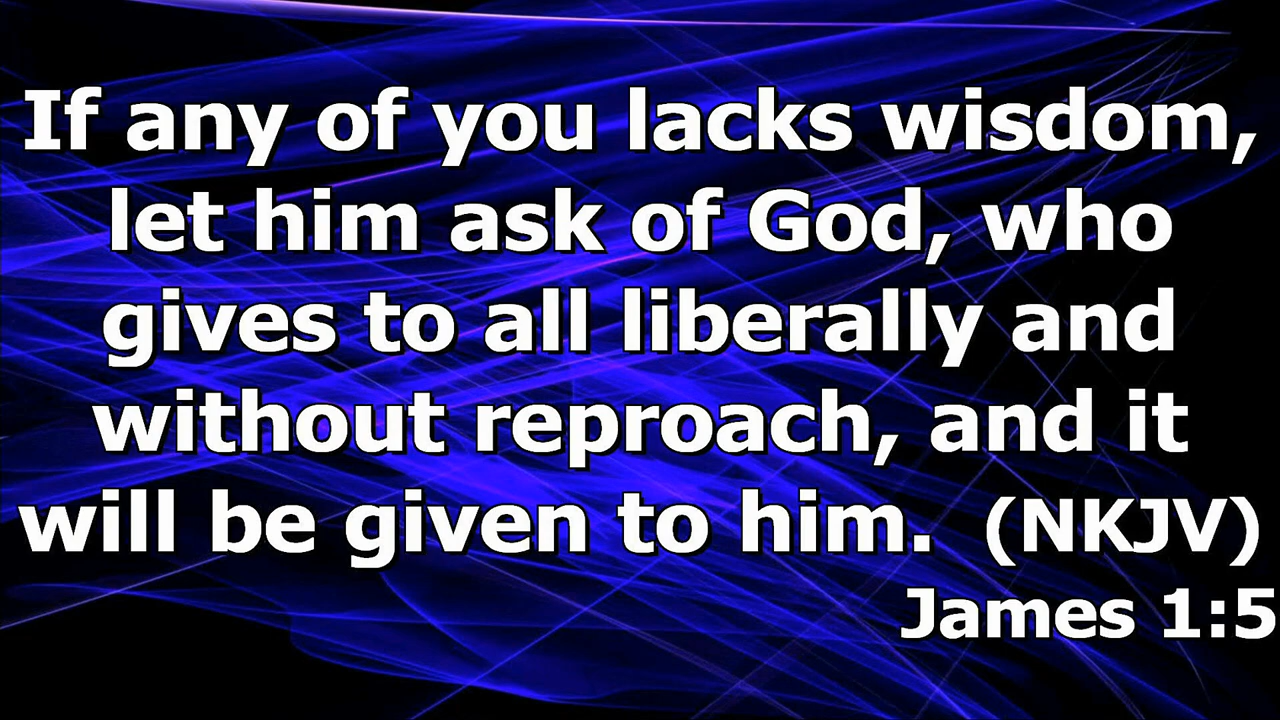 If any of you lacks wisdom,
let him ask of God, who
gives to all liberally and
without reproach, and it
will be given to him.  (NKJV)
James 1:5